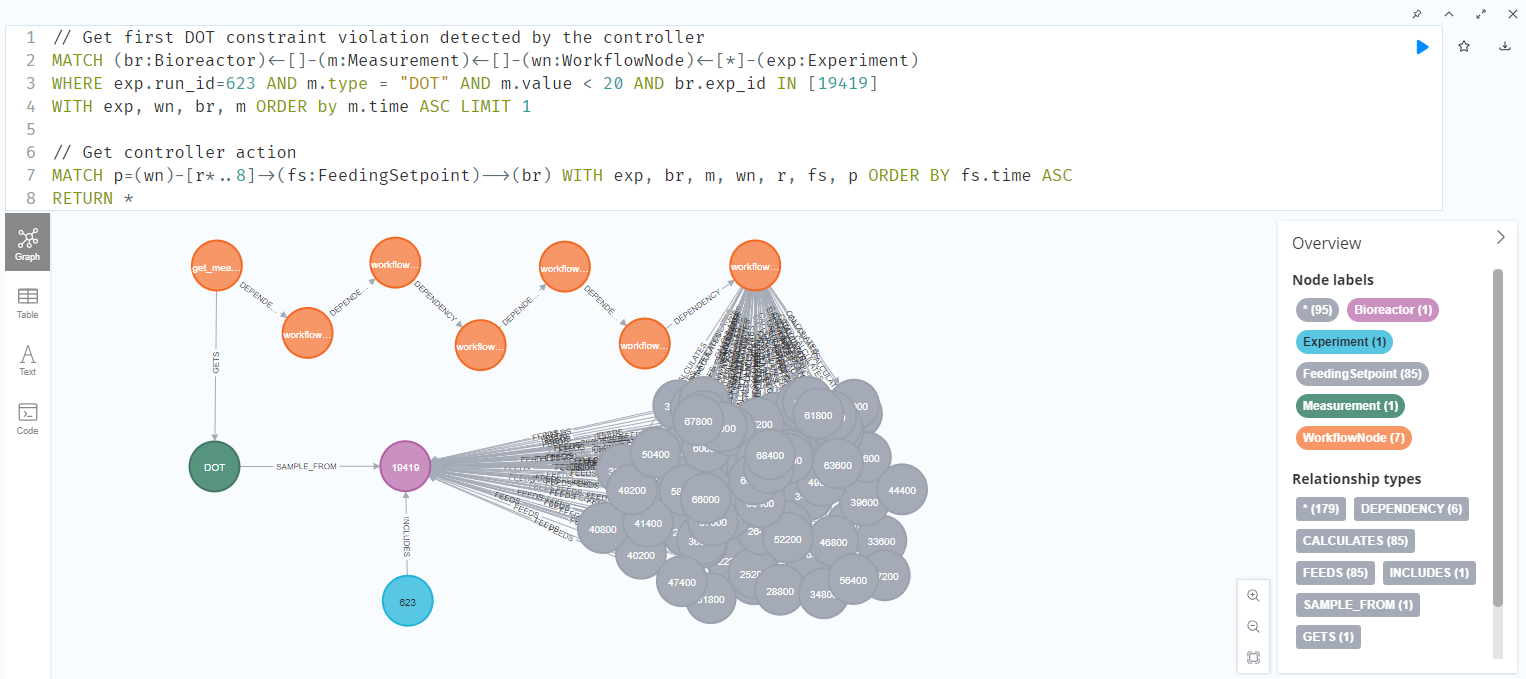 1 // Get first DOT constraint violation detected by the controller
2 MATCH (br:Bioreactor)<-[]-(m:Measurement)<-[]-(wn:WorkflowNode)<-[*]-(exp:Experiment)
3 WHERE exp.run_id=623 AND m.type = "DOT" AND m.value < 20 AND br.exp_id IN [19419]
4 WITH exp, wn, br, m ORDER by m.time ASC LIMIT 1
5
6 // Get controller action
7 MATCH p=(wn)-[r*..8]->(fs:FeedingSetpoint)-->(br) WITH exp, br, m, wn, r, fs, p ORDER BY fs.time ASC
8 RETURN *
Graph
Table
Text
Code
get_mea...
workflow...
workflow...
workflow...
workflow...
workflow...
workflow...
DEPENDE...
DEPENDE...
DEPENDENCY
DEPENDE...
DEPENDE...
DEPENDENCY
GETS
CALCULATES
DOT
SAMPLE_FROM
19419
INCLUDES
623
FEEDS
FEEDS
FEEDS
FEEDS
67800
61800
50400
68400
63600
49200
66000
44400
39600
40800
41400
52200
46800
33600
40200
47400
28800
56400
Overview
Node labels
* (95)
Bioreactor (1)
Experiment (1)
FeedingSetpoint (85)
Measurement (1)
WorkflowNode (7)
Relationship types
* (179)
DEPENDENCY (6)
CALCULATES (85)
FEEDS (85)
INCLUDES (1)
SAMPLE_FROM (1)
GETS (1)